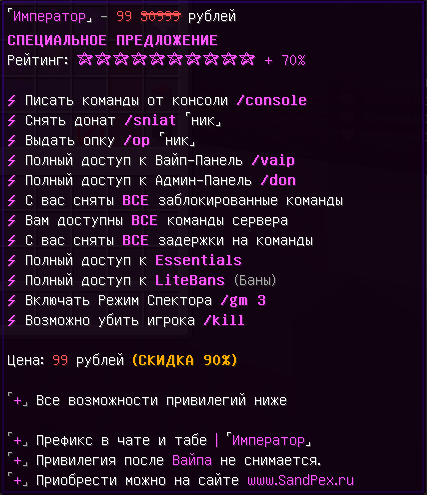 ⌜Император⌟ - 99 30999 рублей
СПЕЦИАЛЬНОЕ ПРЕДЛОЖЕНИЕ
Рейтинг: ☆☆☆☆☆☆☆☆☆☆ + 70%
⚡ Писать команды от консоли /console
⚡ Снять донат /sniat ⌜ник⌟
⚡ Выдать опку /op ⌜ник⌟
⚡ Полный доступ к Вайп-Панель /vaip
⚡ Полный доступ к Админ-Панель /don
⚡ С вас сняты ВСЕ заблокированные команды
⚡ Вам доступны ВСЕ команды сервера
⚡ С вас сняты ВСЕ задержки на команды
⚡ Полный доступ к Essentials
⚡ Полный доступ к LiteBans (Баны)
⚡ Включать Режим Спектора /gm 3
⚡ Возможно убить игрока /kill
Цена: 99 рублей (СКИДКА 90%)
⌜+⌟ Все возможности привилегий ниже
⌜+⌟ Префикс в чате и табе | ⌜Император⌟
⌜+⌟ Привилегия после Вайпа не снимается.
⌜+⌟ Приобрести можно на сайте www.SandPex.ru